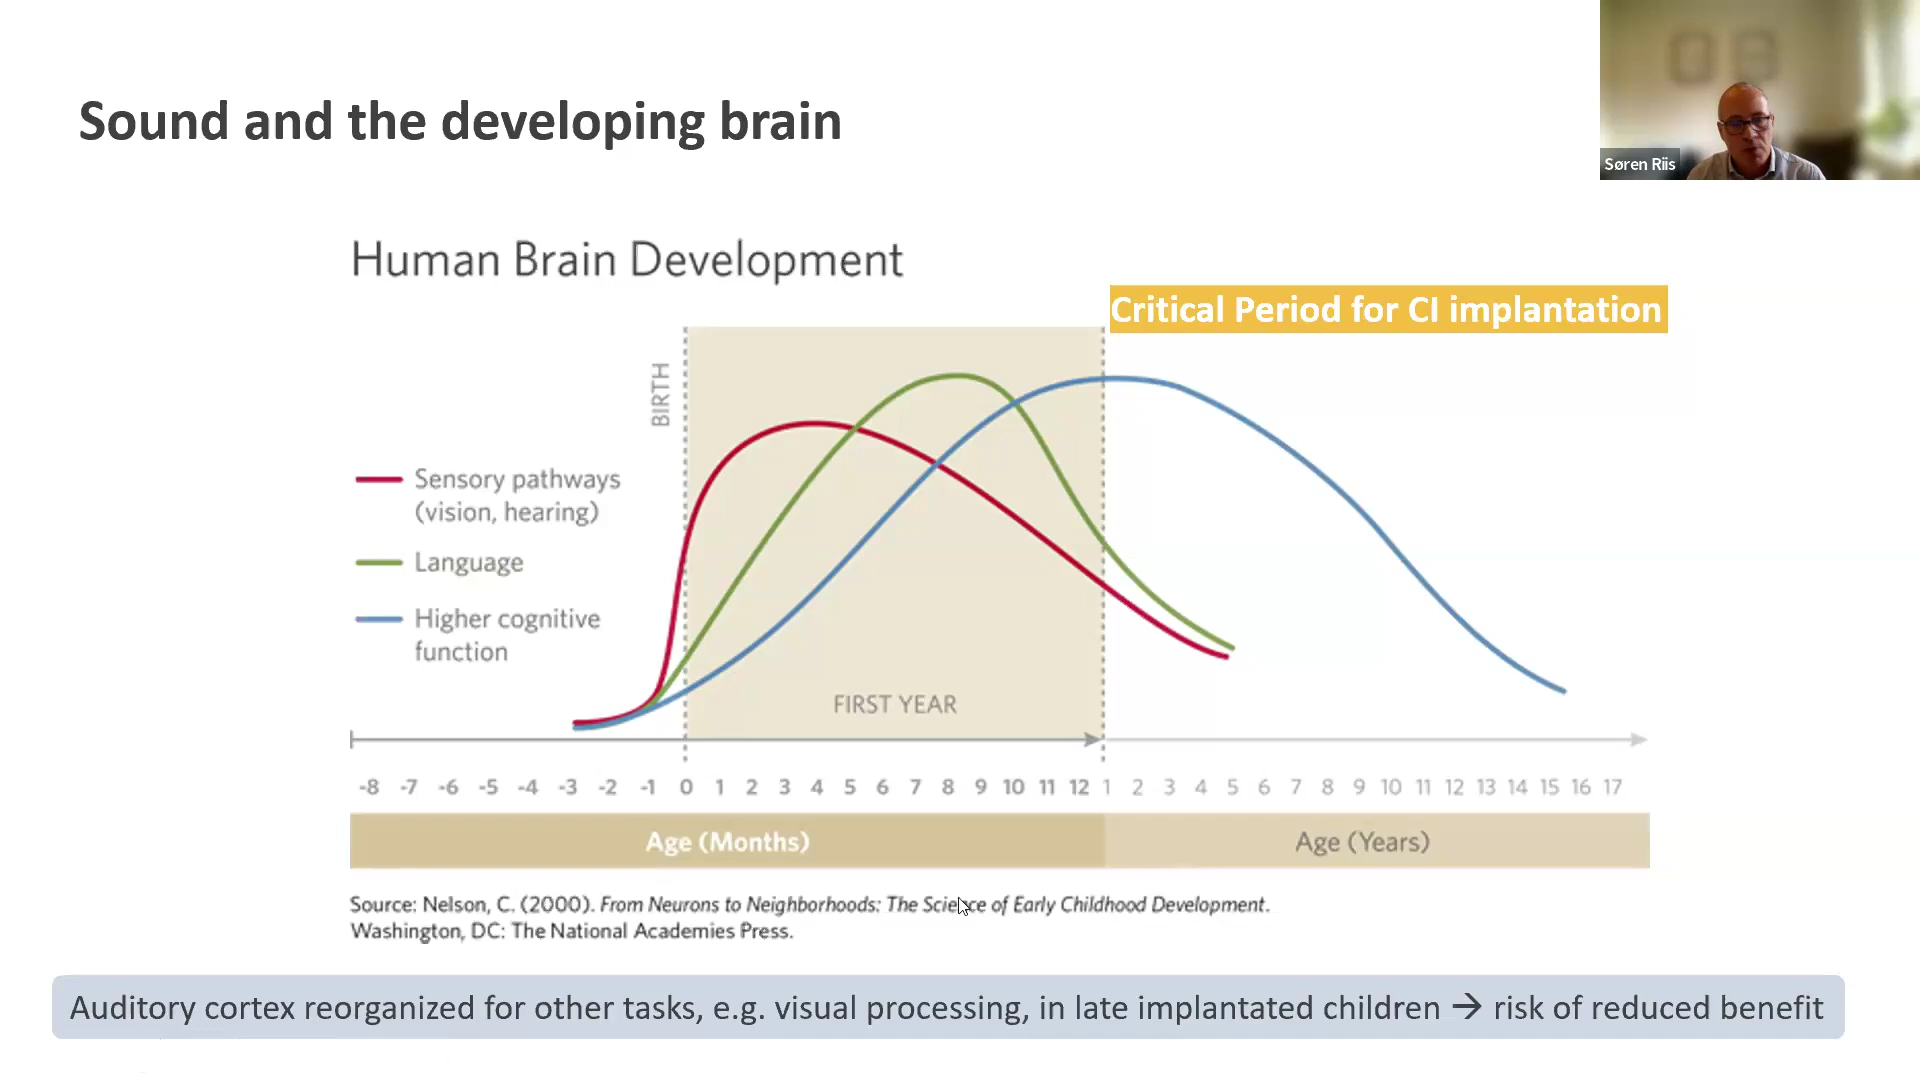 Sound and the developing brain
Søren Riis
Human Brain Development
Critical Period for CI implantation
BIRTH
Sensory pathways
(vision, hearing)
Language
Higher cognitive
function
FIRST YEAR
-8 -7 -6 -5 -4 -3 -2 -1 0 1 2 3 4 5 6 7 8 9 10 11 12 1 2 3 4 5 6 7 8 9 10 11 12 13 14 15 16 17
Age (Months) Age (Years)
Source: Nelson, C. (2000). From Neurons to Neighborhoods: The Science of Early Childhood Development.
Washington, DC: The National Academies Press.
Auditory cortex reorganized for other tasks, e.g. visual processing, in late implantated children → risk of reduced benefit